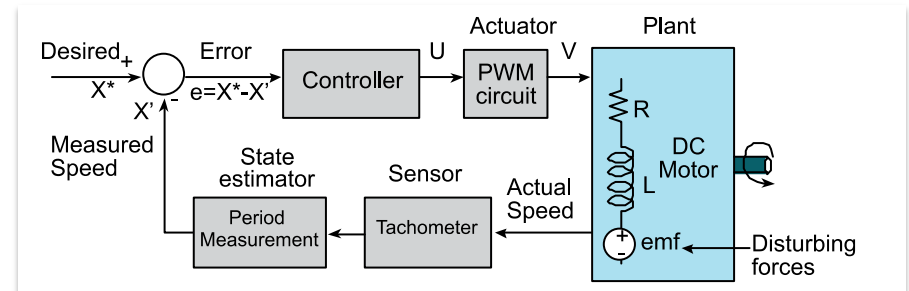 Desired
+
X*
-
X'
Measured
Speed
Error
e=X*-X'
Controller
U
Actuator
PWM
circuit
V
Plant
R
L
DC
Motor
+
-
emf
Disturbing
forces
Actual
Speed
Sensor
Tachometer
State
estimator
Period
Measurement